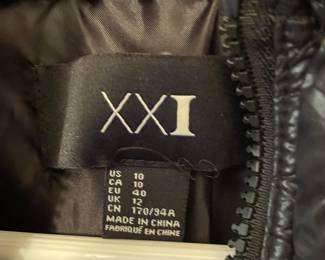 XXI
US 10
CA 10
EU 40
UK 12
CN 170/94A
MADE IN CHINA
FABRIQUÉ EN CHINE